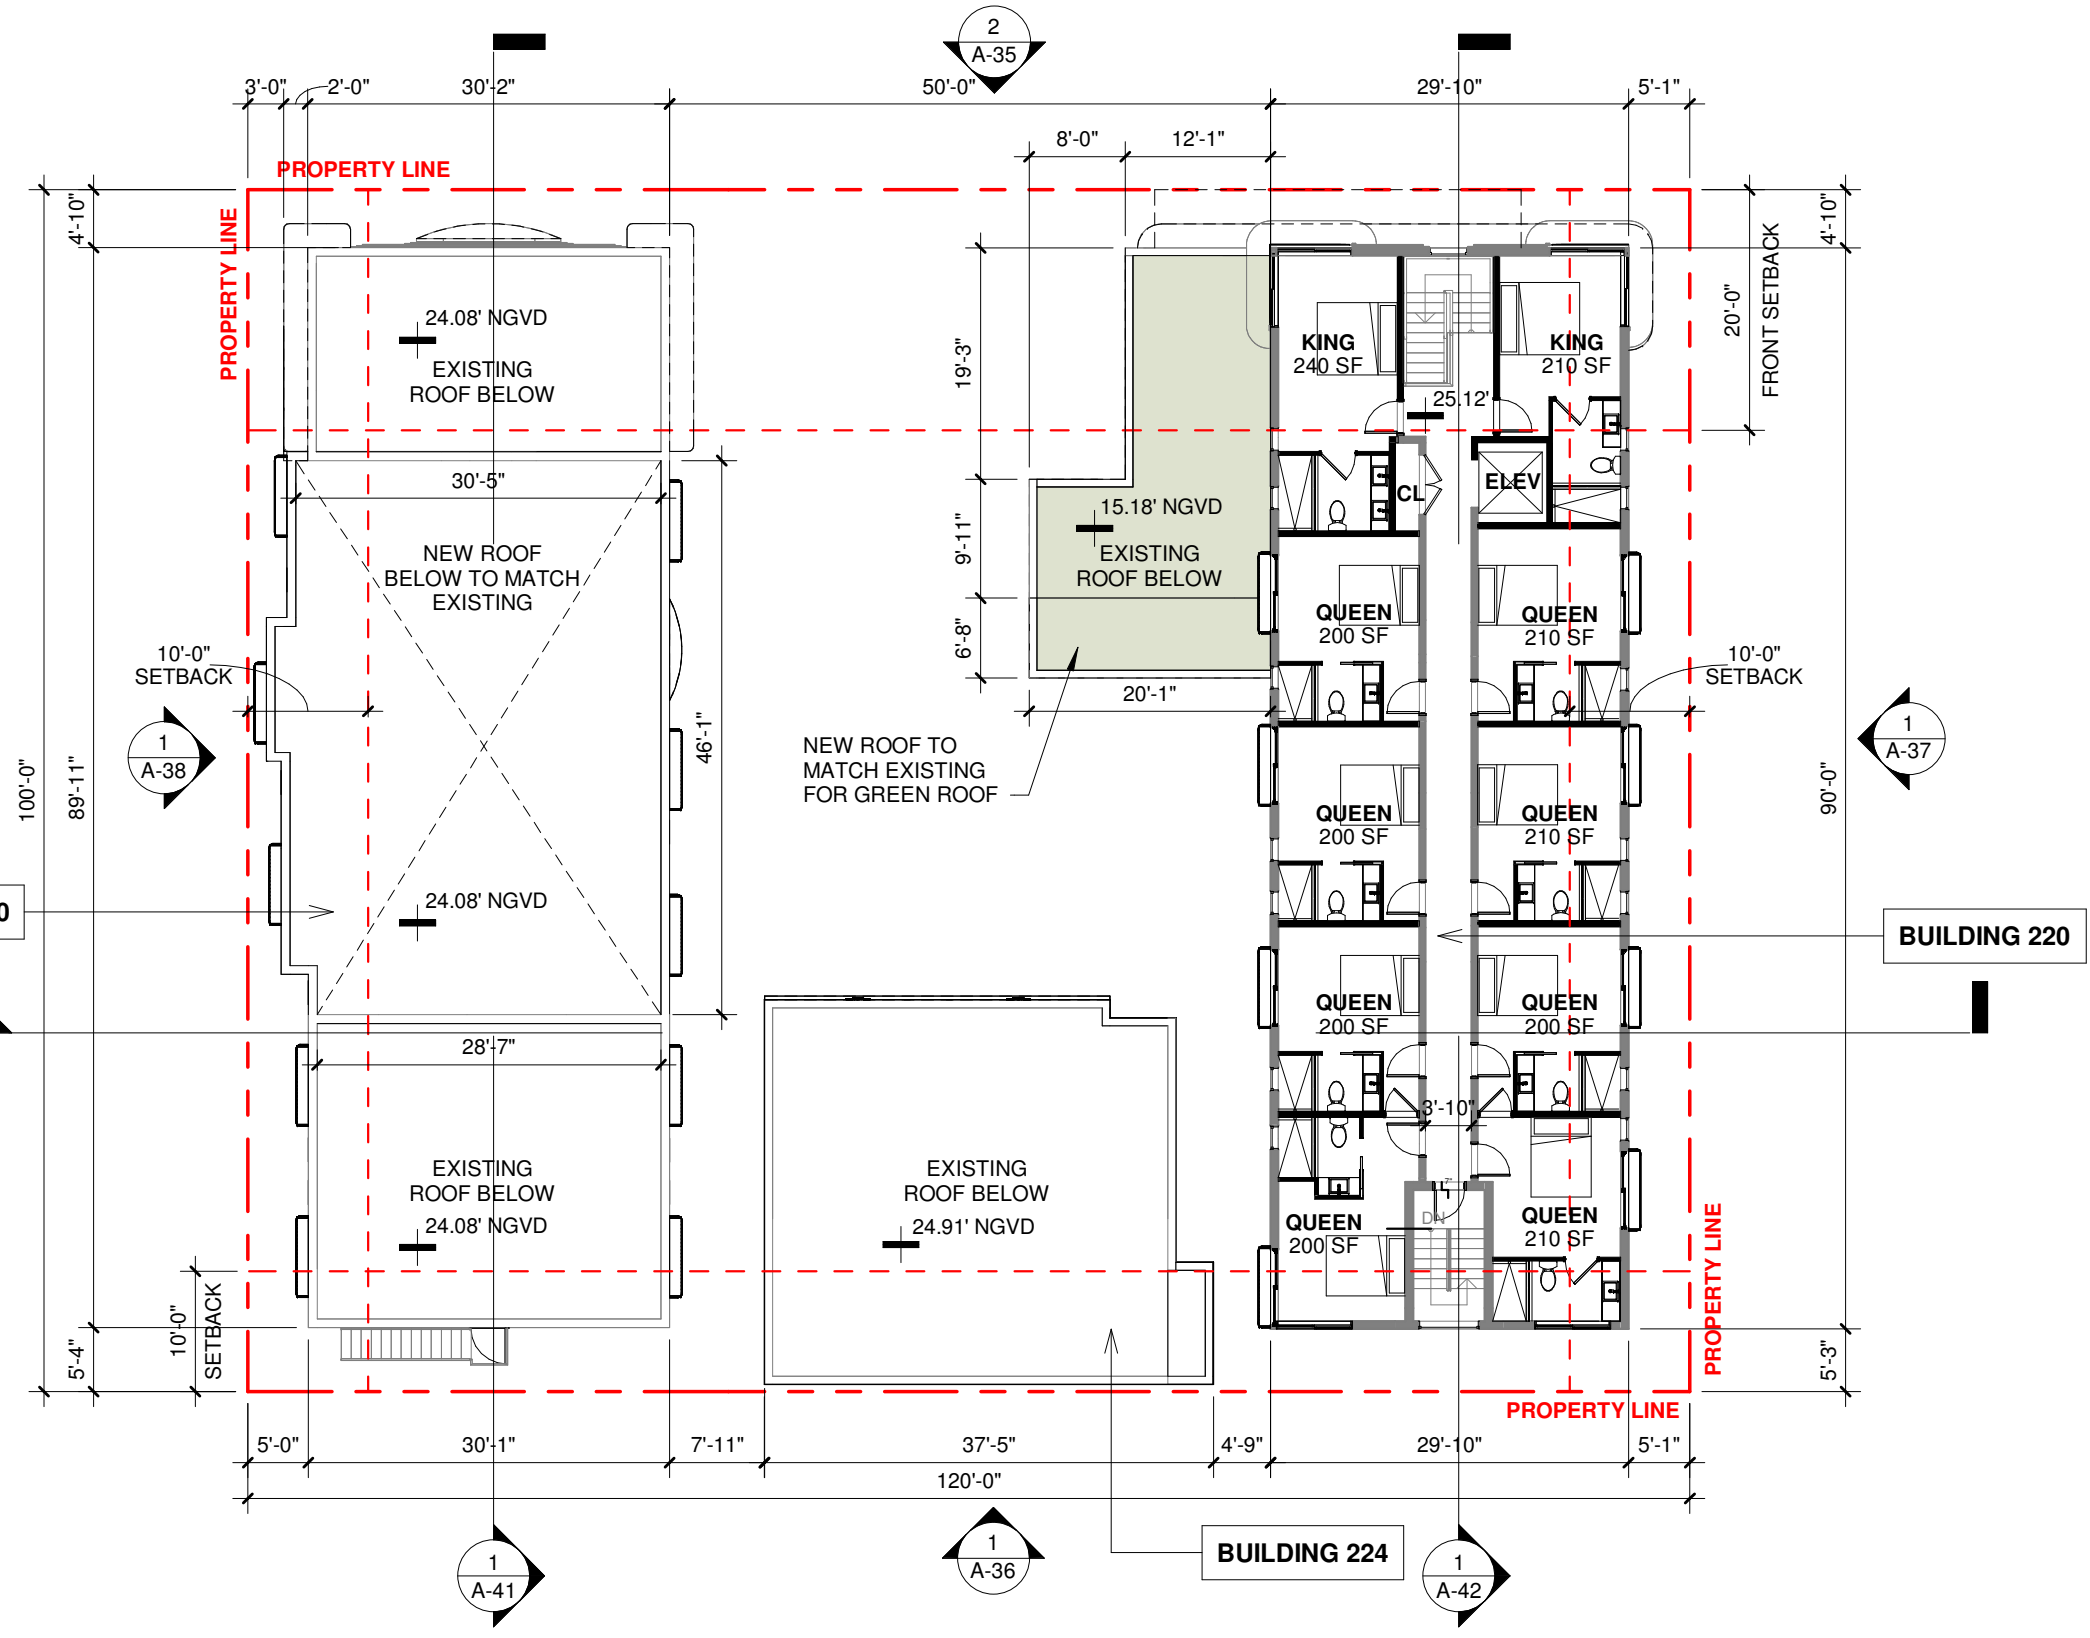 2
A-35
3'-0"
2'-0"
30'-2"
50'-0"
29'-10"
5'-1"
8'-0"
12'-1"
PROPERTY LINE
PROPERTY LINE
4'-10"
4'-10"
20'-0"
FRONT SETBACK
24.08' NGVD
EXISTING
ROOF BELOW
19'-3"
KING
240 SF
KING
210 SF
25.12'
30'-5"
CL
ELEV
15.18' NGVD
EXISTING
ROOF BELOW
9'-11"
NEW ROOF
BELOW TO MATCH
EXISTING
QUEEN
200 SF
QUEEN
210 SF
6'-8"
10'-0"
SETBACK
10'-0"
SETBACK
20'-1"
1
A-38
1
A-37
46'-1"
100'-0"
89'-11"
90'-0"
NEW ROOF TO
MATCH EXISTING
FOR GREEN ROOF
QUEEN
200 SF
QUEEN
210 SF
24.08' NGVD
0
BUILDING 220
QUEEN
200 SF
QUEEN
200 SF
28'-7"
3'-10"
EXISTING
ROOF BELOW
24.08' NGVD
EXISTING
ROOF BELOW
24.91' NGVD
7"
DN
QUEEN
200 SF
QUEEN
210 SF
PROPERTY LINE
10'-0"
SETBACK
5'-4"
5'-3"
PROPERTY LINE
5'-0"
30'-1"
7'-11"
37'-5"
4'-9"
29'-10"
5'-1"
120'-0"
1
A-41
1
A-36
BUILDING 224
1
A-42